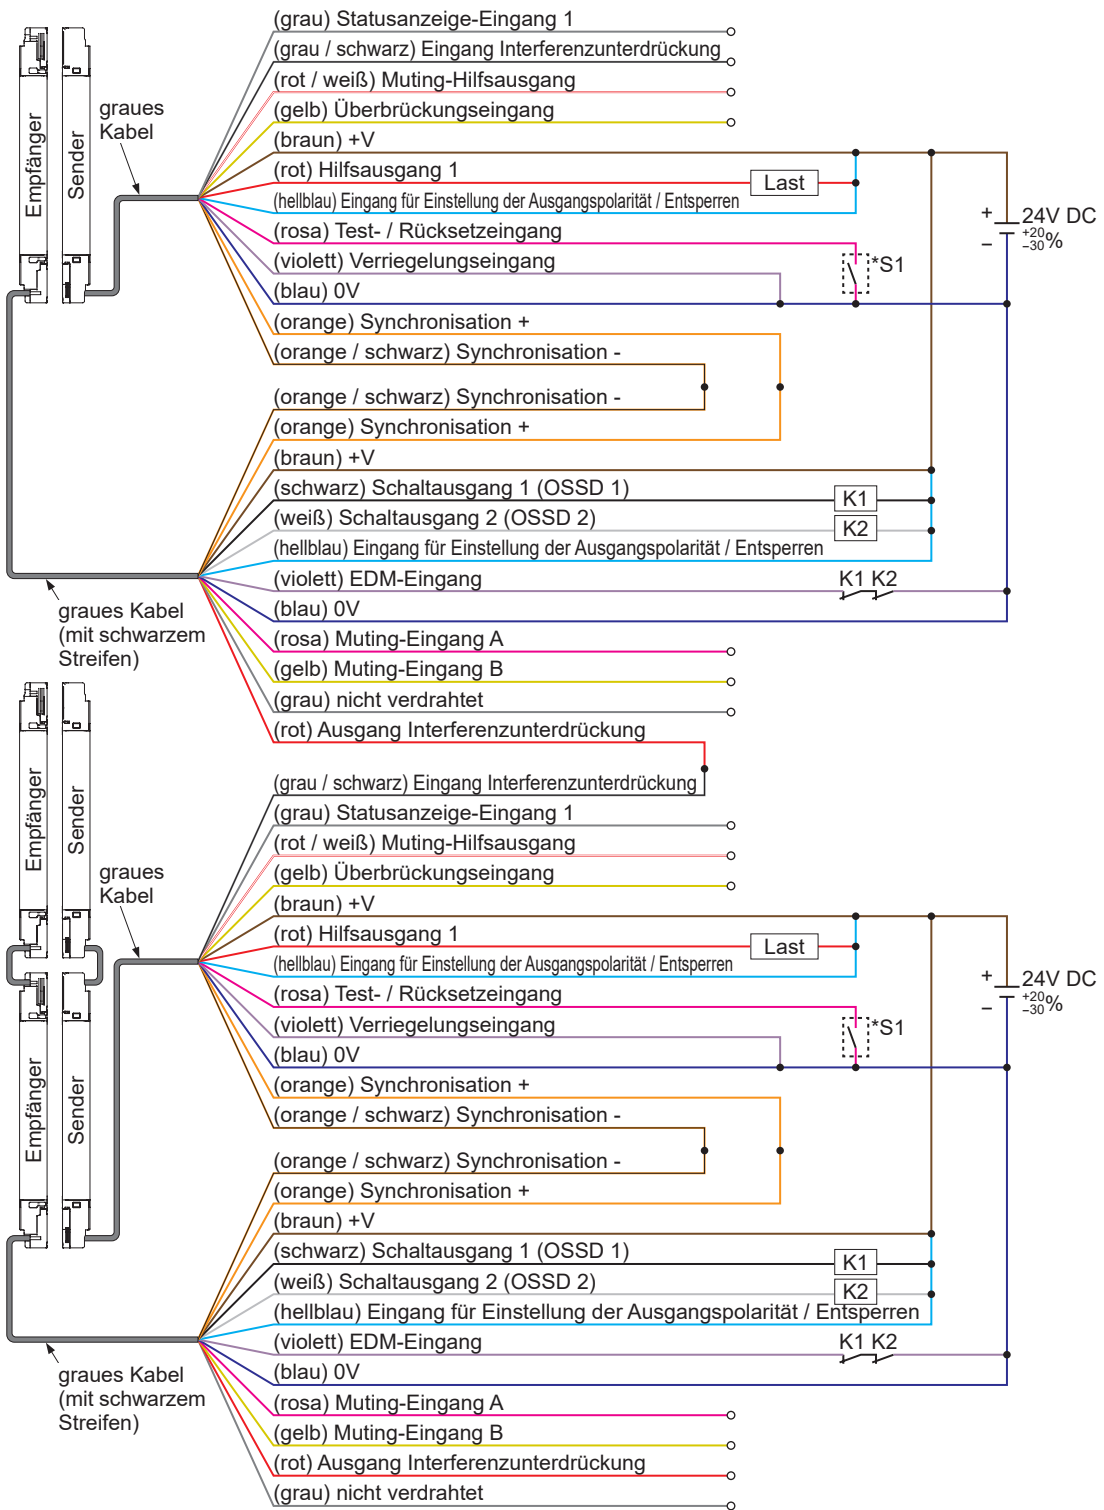 (grau) Statusanzeige-Eingang 1
(grau / schwarz) Eingang Interferenzunterdrückung
(rot / weiß) Muting-Hilfsausgang
(gelb) Überbrückungseingang
(braun) +V
(rot) Hilfsausgang 1
Last
(hellblau) Eingang für Einstellung der Ausgangspolarität / Entsperren
(rosa) Test- / Rücksetzeingang
(violett) Verriegelungseingang
*S1
(blau) 0V
(orange) Synchronisation +
(orange / schwarz) Synchronisation -
+
−
24V DC
+20
−30 %
graues
Kabel
Empfänger
Sender
(orange / schwarz) Synchronisation -
(orange) Synchronisation +
(braun) +V
(schwarz) Schaltausgang 1 (OSSD 1)
K1
(weiß) Schaltausgang 2 (OSSD 2)
K2
(hellblau) Eingang für Einstellung der Ausgangspolarität / Entsperren
(violett) EDM-Eingang
K1 K2
(blau) 0V
(rosa) Muting-Eingang A
(gelb) Muting-Eingang B
(grau) nicht verdrahtet
(rot) Ausgang Interferenzunterdrückung
graues Kabel
(mit schwarzem
Streifen)
(grau / schwarz) Eingang Interferenzunterdrückung
(grau) Statusanzeige-Eingang 1
(rot / weiß) Muting-Hilfsausgang
(gelb) Überbrückungseingang
(braun) +V
(rot) Hilfsausgang 1
Last
(hellblau) Eingang für Einstellung der Ausgangspolarität / Entsperren
(rosa) Test- / Rücksetzeingang
(violett) Verriegelungseingang
*S1
(blau) 0V
(orange) Synchronisation +
(orange / schwarz) Synchronisation -
+
−
24V DC
+20
−30 %
Empfänger
Sender
graues
Kabel
Empfänger
Sender
(orange / schwarz) Synchronisation -
(orange) Synchronisation +
(braun) +V
(schwarz) Schaltausgang 1 (OSSD 1)
K1
(weiß) Schaltausgang 2 (OSSD 2)
K2
(hellblau) Eingang für Einstellung der Ausgangspolarität / Entsperren
(violett) EDM-Eingang
K1 K2
(blau) 0V
(rosa) Muting-Eingang A
(gelb) Muting-Eingang B
(rot) Ausgang Interferenzunterdrückung
(grau) nicht verdrahtet
graues Kabel
(mit schwarzem
Streifen)